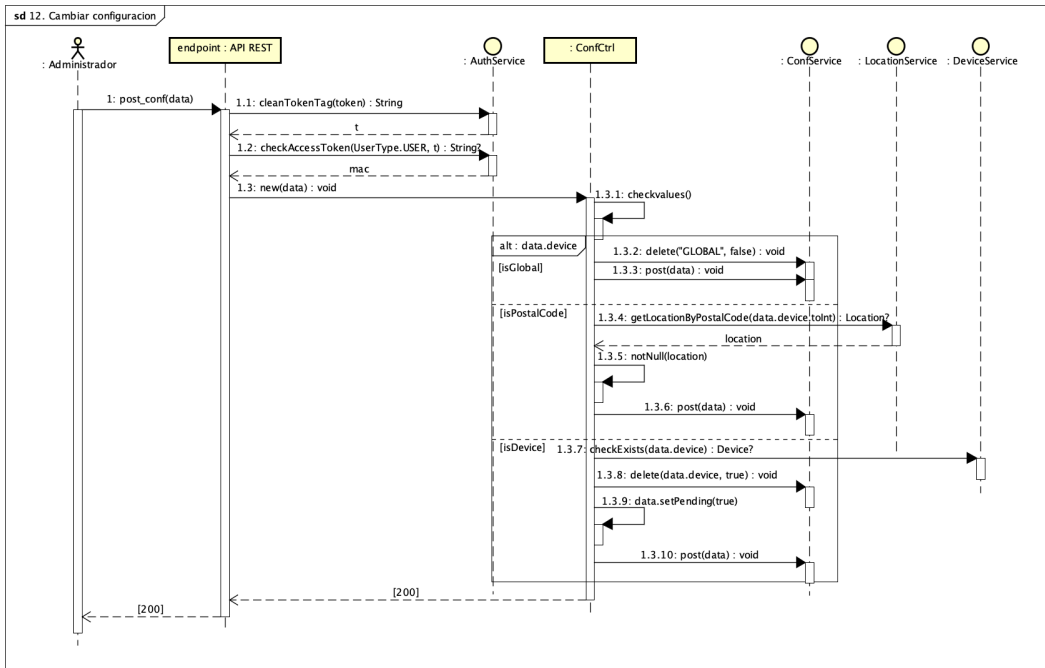 sd 12. Cambiar configuracion
: Administrador
endpoint : API REST
: AuthService
: ConfCtrl
: ConfService
: LocationService
: DeviceService
1: post_conf(data)
1.1: cleanTokenTag(token) : String
t
1.2: checkAccessToken(UserType.USER, t) : String?
mac
1.3: new(data) : void
1.3.1: checkvalues()
alt : data.device
[isGlobal]
1.3.2: delete("GLOBAL", false) : void
1.3.3: post(data) : void
[isPostalCode]
1.3.4: getLocationByPostalCode(data.device.toInt) : Location?
location
1.3.5: notNull(location)
1.3.6: post(data) : void
[isDevice]
1.3.7: checkExists(data.device) : Device?
1.3.8: delete(data.device, true) : void
1.3.9: data.setPending(true)
1.3.10: post(data) : void
[200]
[200]